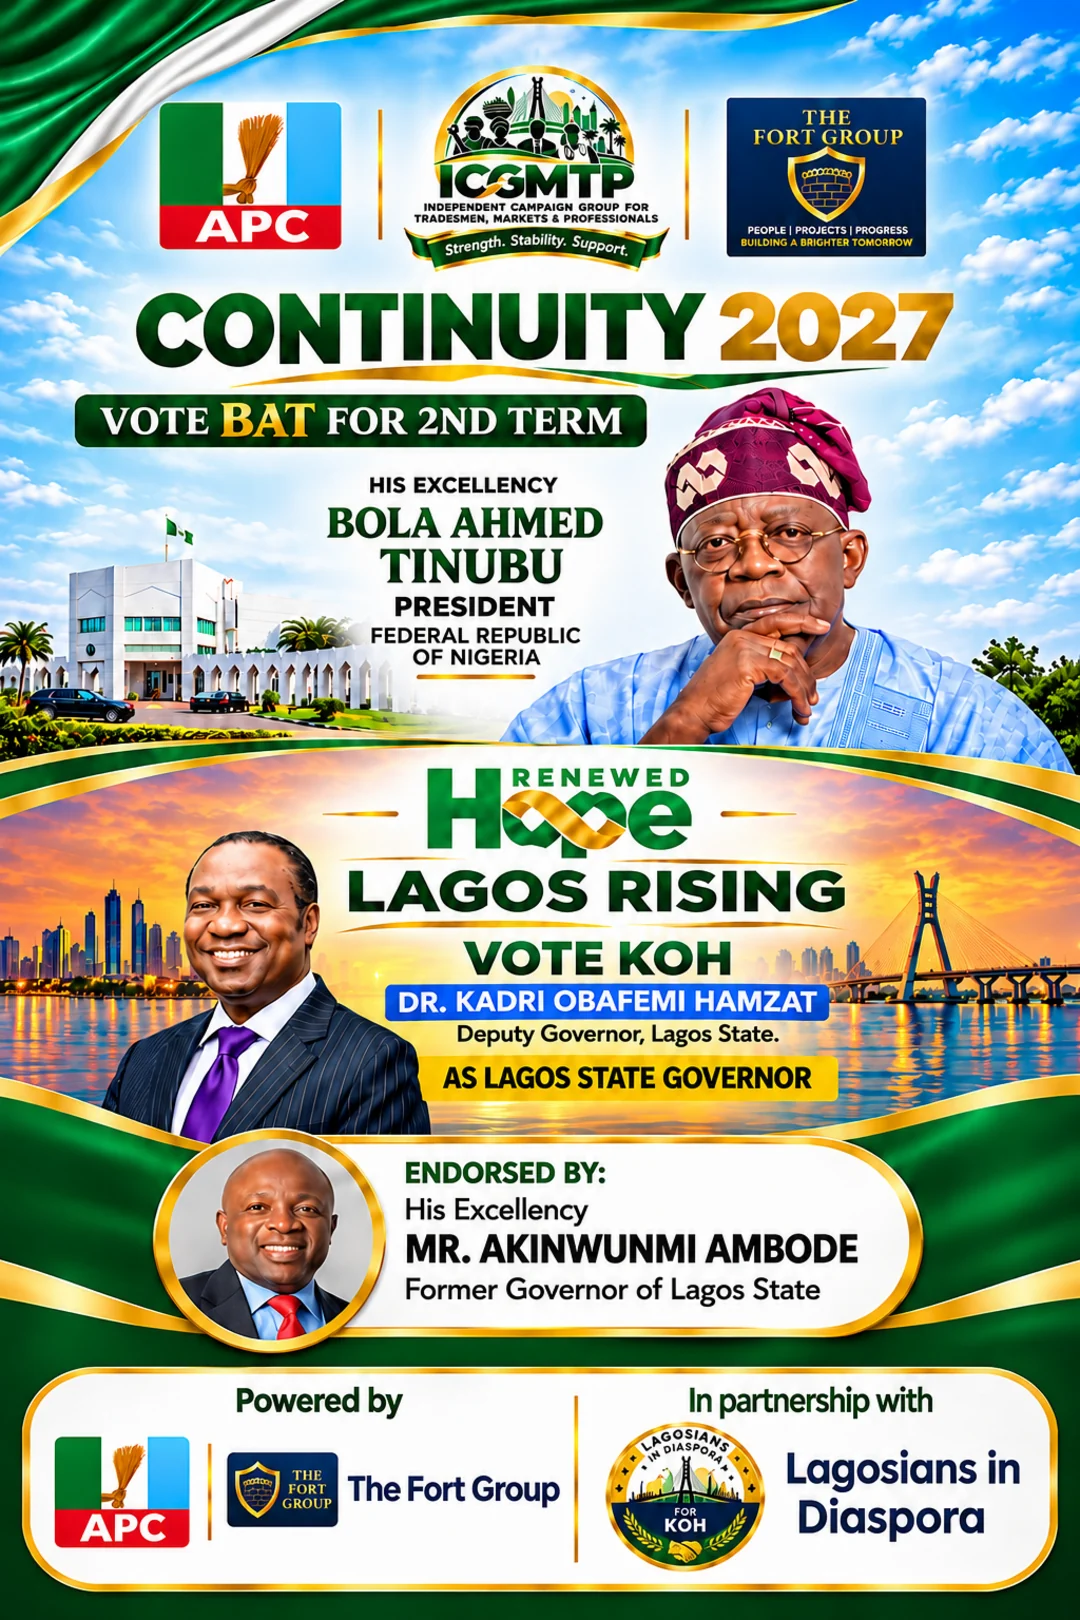 APC
ICGMTP
INDEPENDENT CAMPAIGN GROUP FOR
TRADESMEN, MARKETS & PROFESSIONALS
Strength. Stability. Support.
THE
FORT GROUP
PEOPLE | PROJECTS | PROGRESS
BUILDING A BRIGHTER TOMORROW
CONTINUITY 2027
VOTE BAT FOR 2ND TERM
HIS EXCELLENCY
BOLA AHMED
TINUBU
PRESIDENT
FEDERAL REPUBLIC
OF NIGERIA
RENEWED
Hope
LAGOS RISING
VOTE KOH
DR. KADRI OBAFEMI HAMZAT
Deputy Governor, Lagos State.
AS LAGOS STATE GOVERNOR
ENDORSED BY:
His Excellency
MR. AKINWUNMI AMBODE
Former Governor of Lagos State
Powered by
APC
THE
FORT
GROUP
The Fort Group
In partnership with
LAGOSIANS
IN DIASPORA
FOR
KOH
Lagosians in
Diaspora